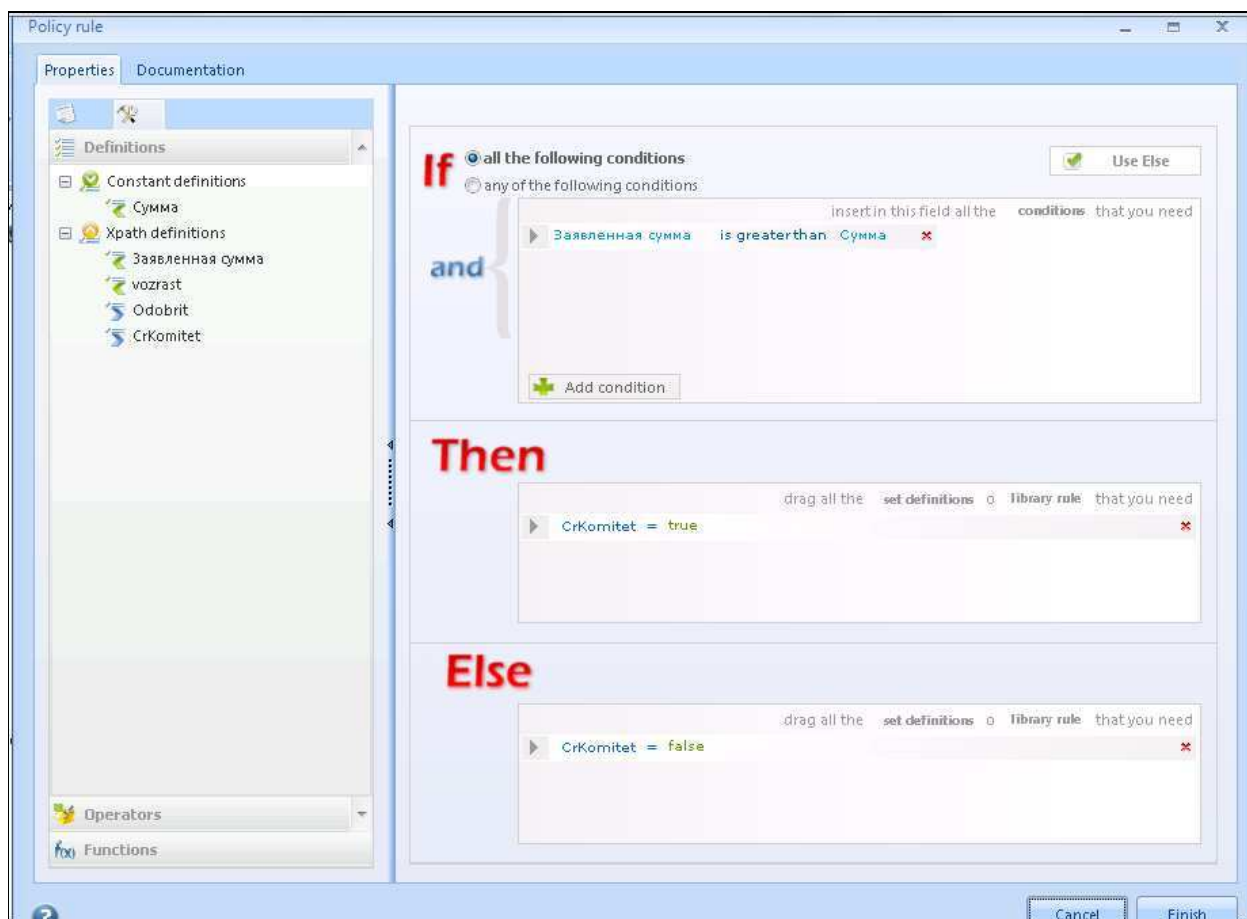 Policy rule
Properties Documentation
Definitions
Constant definitions
Сумма
Xpath definitions
Заявленная сумма
vozrast
Odobrit
CrKomitet
Operators
f(x) Functions
If all the following conditions
any of the following conditions
Use Else
insert in this field all the conditions that you need
Заявленная сумма is greater than Сумма
and
Add condition
Then
drag all the set definitions o library rule that you need
CrKomitet = true
Else
drag all the set definitions o library rule that you need
CrKomitet = false
Cancel Finish